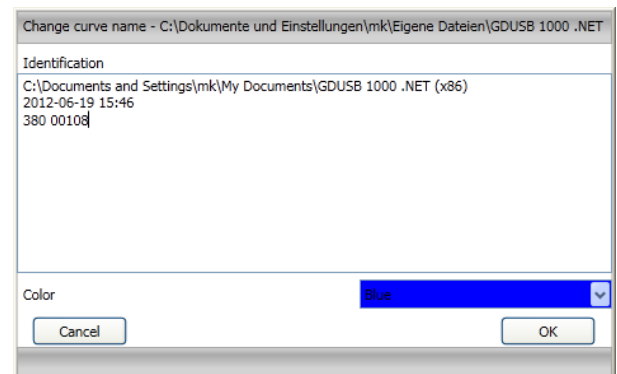 Change curve name - C:\Dokumente und Einstellungen\mk\Eigene Dateien\GDUSB 1000 .NET
Identification
C:\Documents and Settings\mk\My Documents\GDUSB 1000 .NET (x86)
2012-06-19 15:46
380 00108
Color
Blue
Cancel
OK